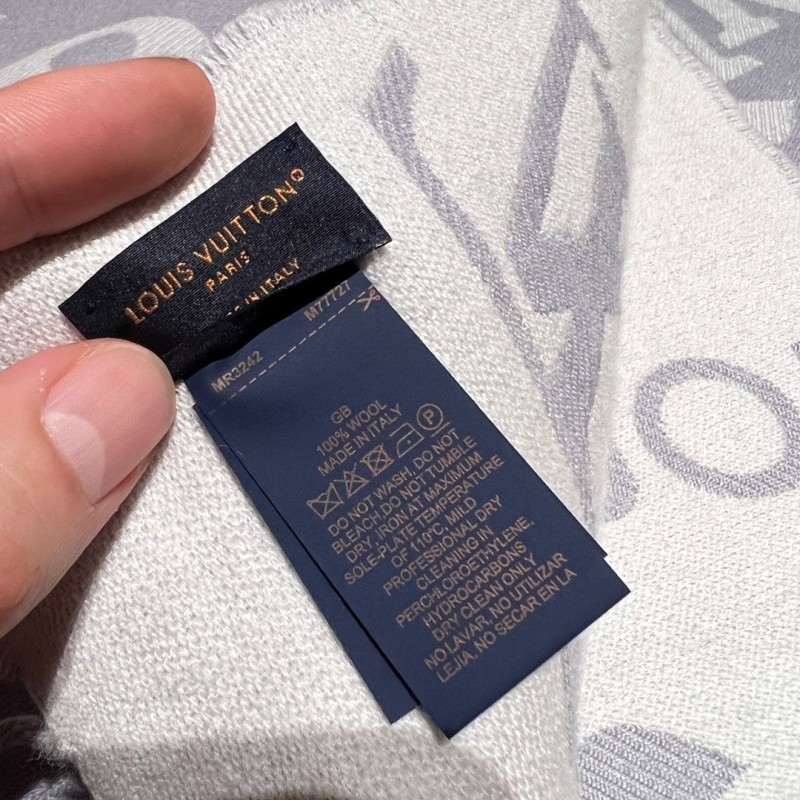 LOUIS VUITTON
PARIS
IN ITALY
MR3242
M77727
GB
100% WOOL
MADE IN ITALY
P
DO NOT WASH. DO NOT
BLEACH. DO NOT TUMBLE
DRY. IRON AT MAXIMUM
SOLE-PLATE TEMPERATURE
OF 110°C. MILD
PROFESSIONAL DRY
CLEANING IN
PERCHLOROETHYLENE.
HYDROCARBONS
DRY CLEAN ONLY
NO LAVAR. NO UTILIZAR
LEJIA. NO SECAR EN LA